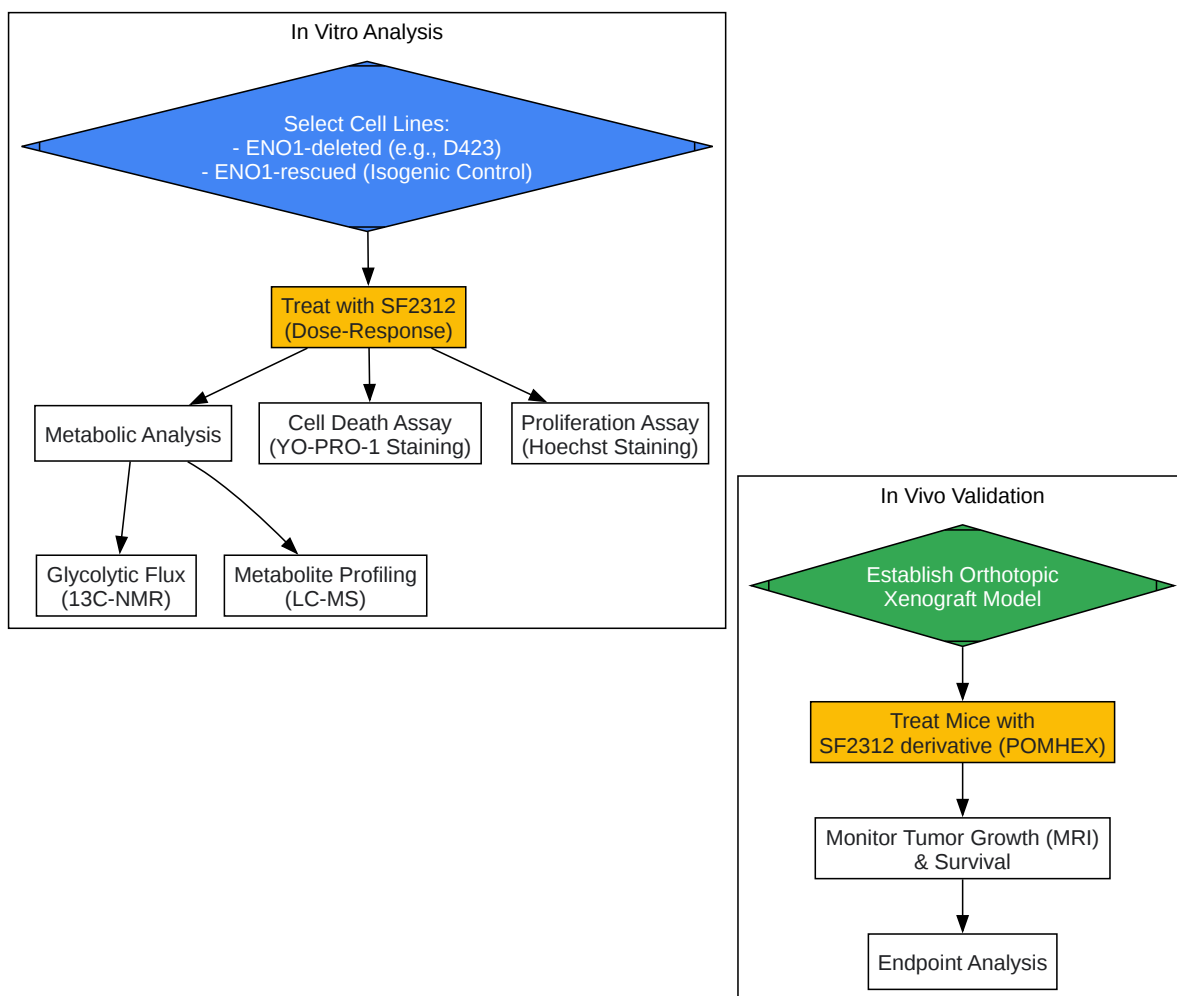 In Vitro Analysis
Select Cell Lines:
- ENO1-deleted (e.g., D423)
- ENO1-rescued (Isogenic Control)
Treat with SF2312
(Dose-Response)
Metabolic Analysis
Cell Death Assay
(YO-PRO-1 Staining)
Proliferation Assay
(Hoechst Staining)
Glycolytic Flux
(13C-NMR)
Metabolite Profiling
(LC-MS)
In Vivo Validation
Establish Orthotopic
Xenograft Model
Treat Mice with
SF2312 derivative (POMHEX)
Monitor Tumor Growth (MRI)
& Survival
Endpoint Analysis